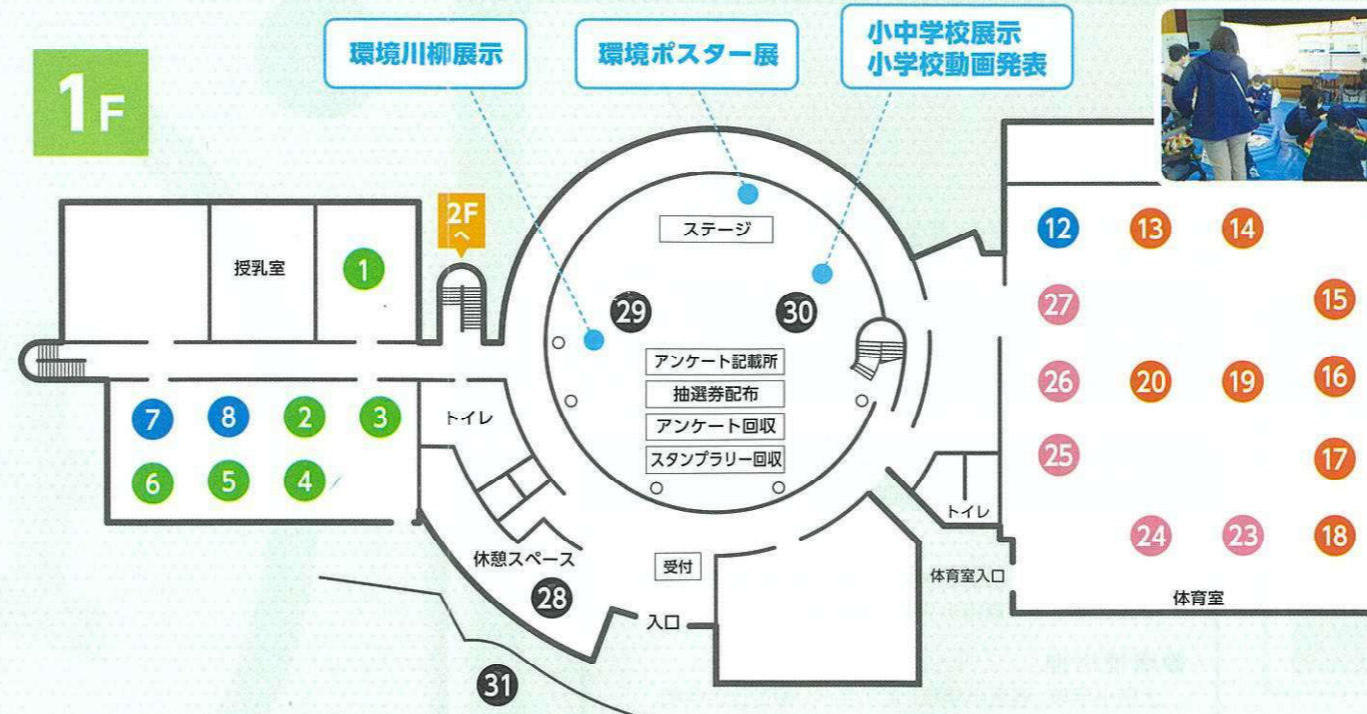 1F
環境川柳展示
環境ポスター展
小中学校展示
小学校動画発表
2F
へ
授乳室
1
ステージ
12
13
14
27
15
29
30
アンケート記載所
抽選券配布
アンケート回収
スタンプラリー回収
26
20
19
16
7
8
2
3
トイレ
25
17
6
5
4
トイレ
24
23
18
休憩スペース
28
受付
入口
体育室入口
体育室
31